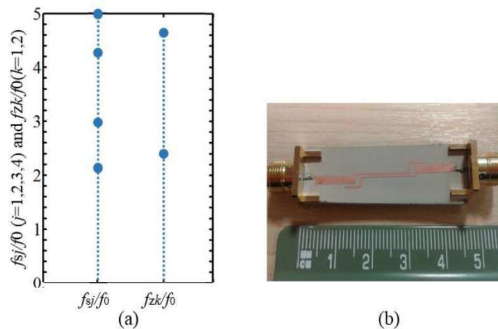 fsj/f0 (j=1,2,3,4) and fzk/f0(k=1,2)
5
4
3
2
1
0
fsj/f0
fzk/f0
(a)
CM 1 2 3 4 5
(b)